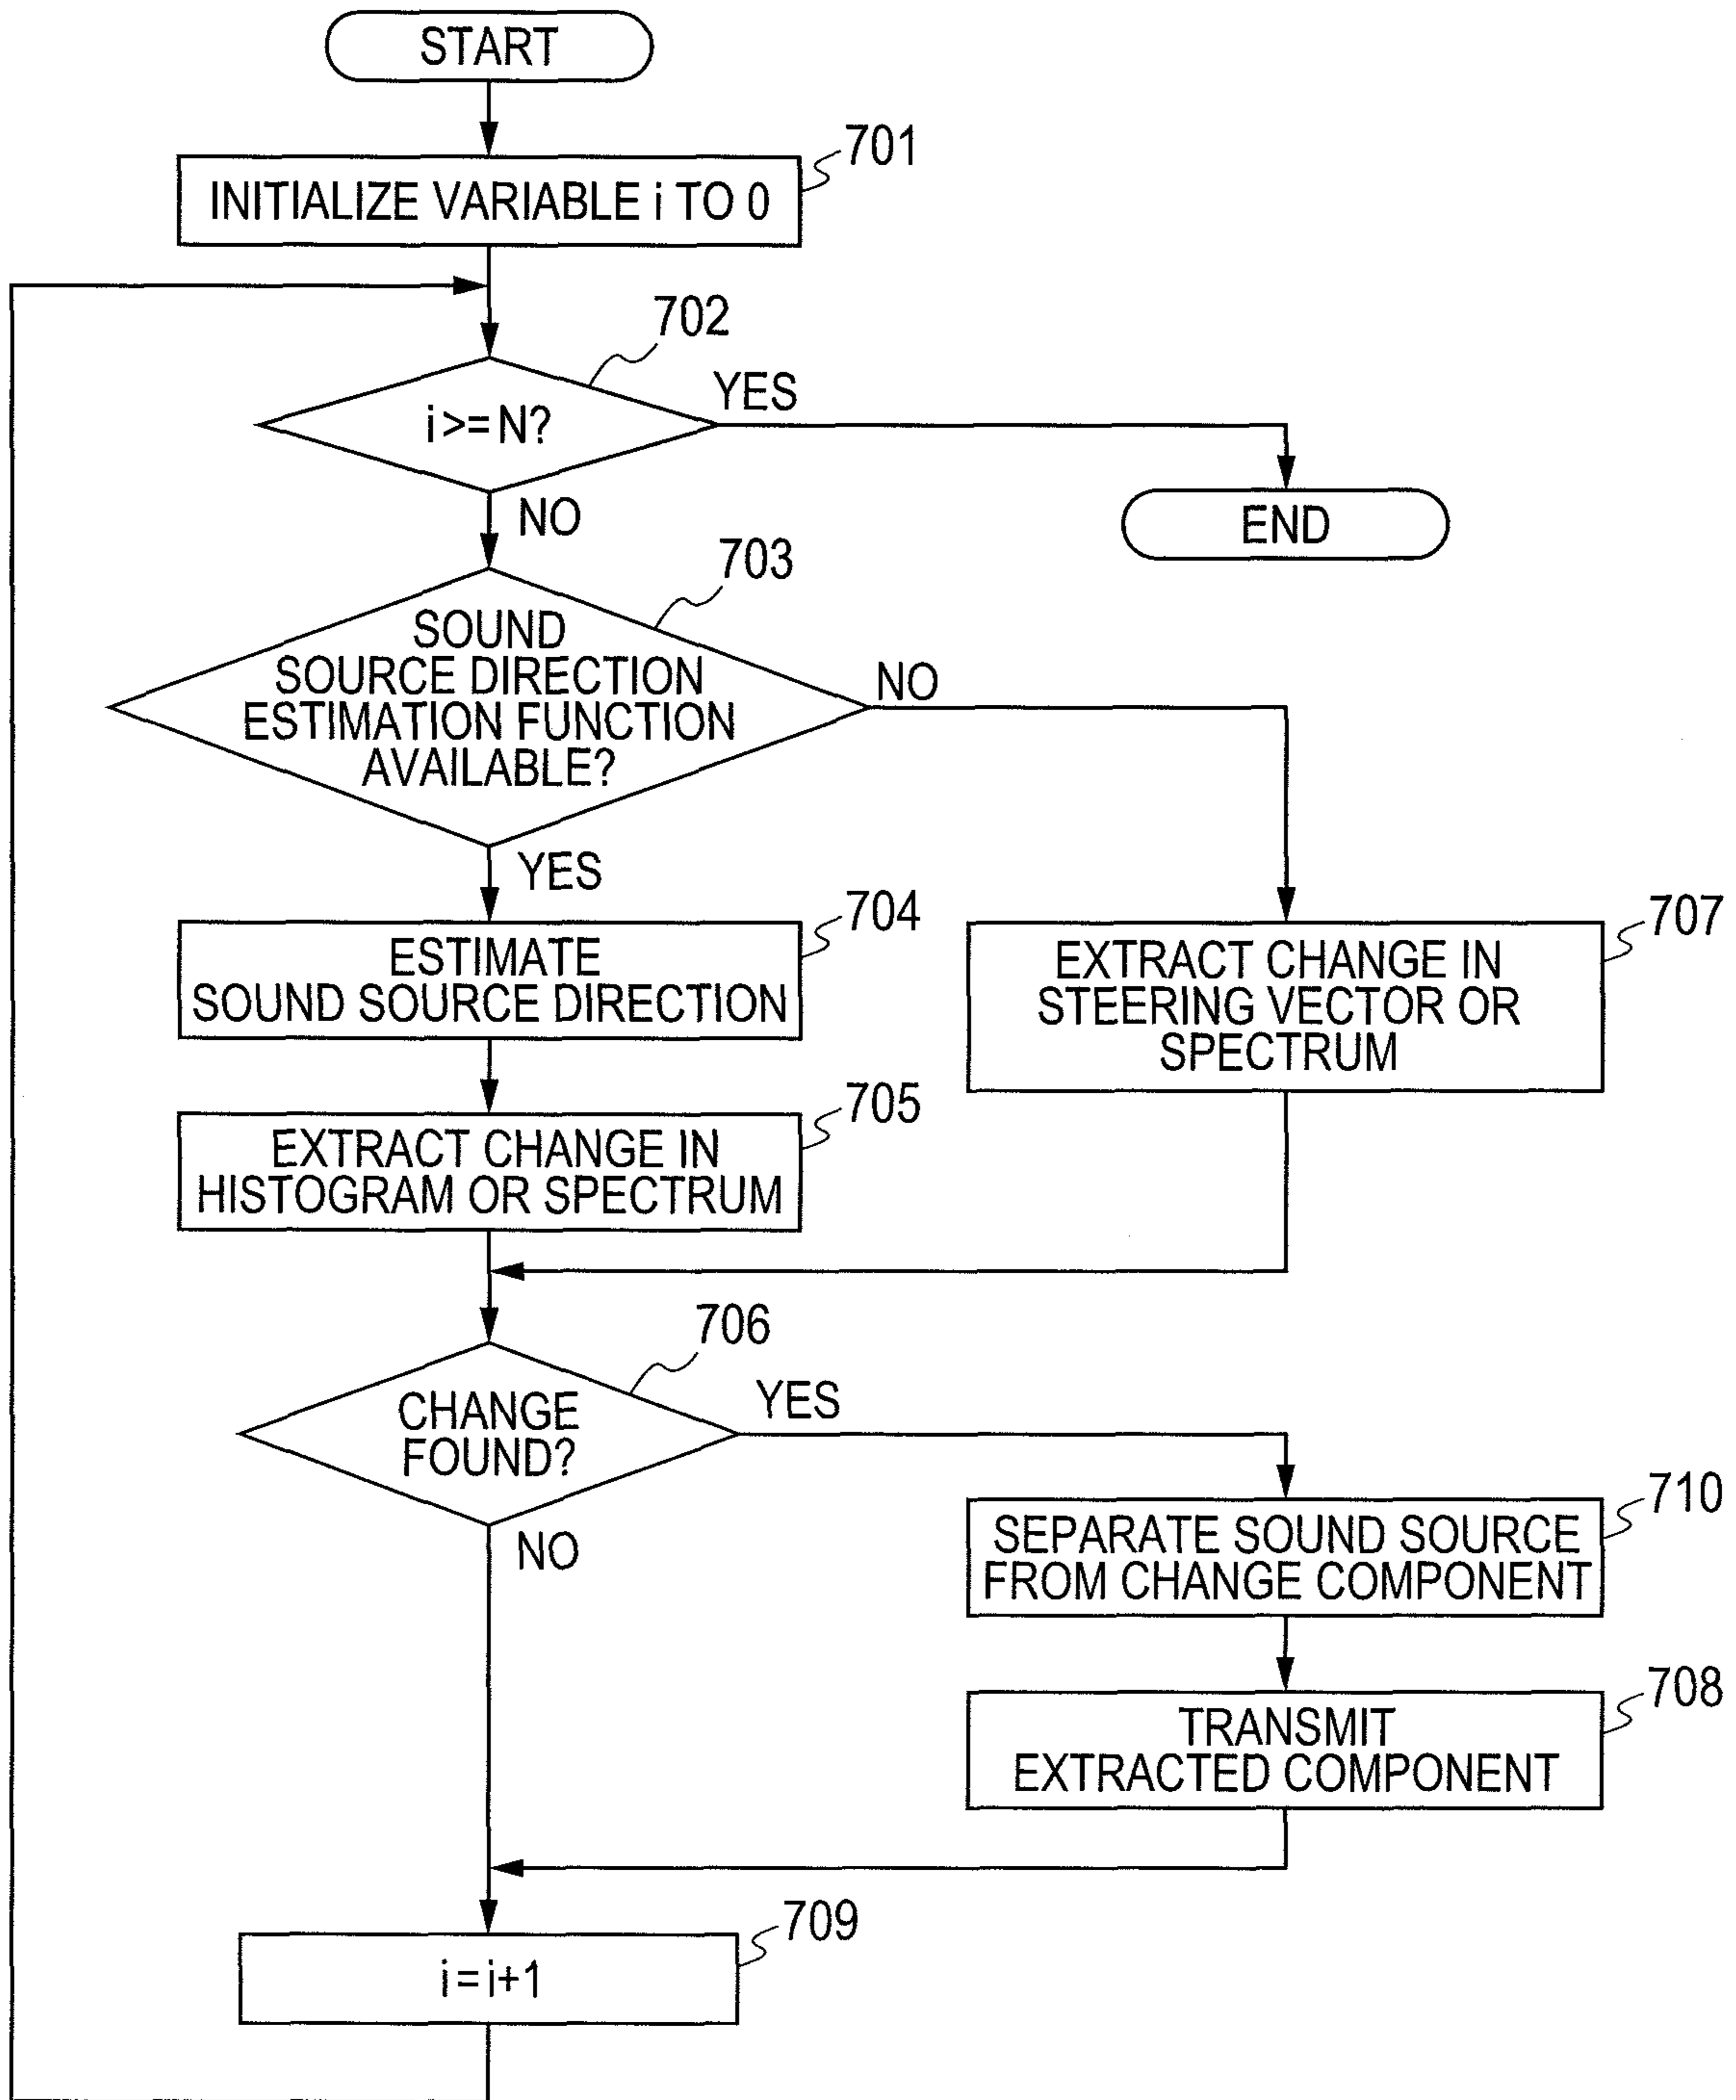 START
701
INITIALIZE VARIABLE i TO 0
702
i >= N?
YES
NO
END
703
SOUND
SOURCE DIRECTION
ESTIMATION FUNCTION
AVAILABLE?
NO
YES
704
ESTIMATE
SOUND SOURCE DIRECTION
707
EXTRACT CHANGE IN
STEERING VECTOR OR
SPECTRUM
705
EXTRACT CHANGE IN
HISTOGRAM OR SPECTRUM
706
CHANGE
FOUND?
YES
NO
710
SEPARATE SOUND SOURCE
FROM CHANGE COMPONENT
708
TRANSMIT
EXTRACTED COMPONENT
709
i = i+1